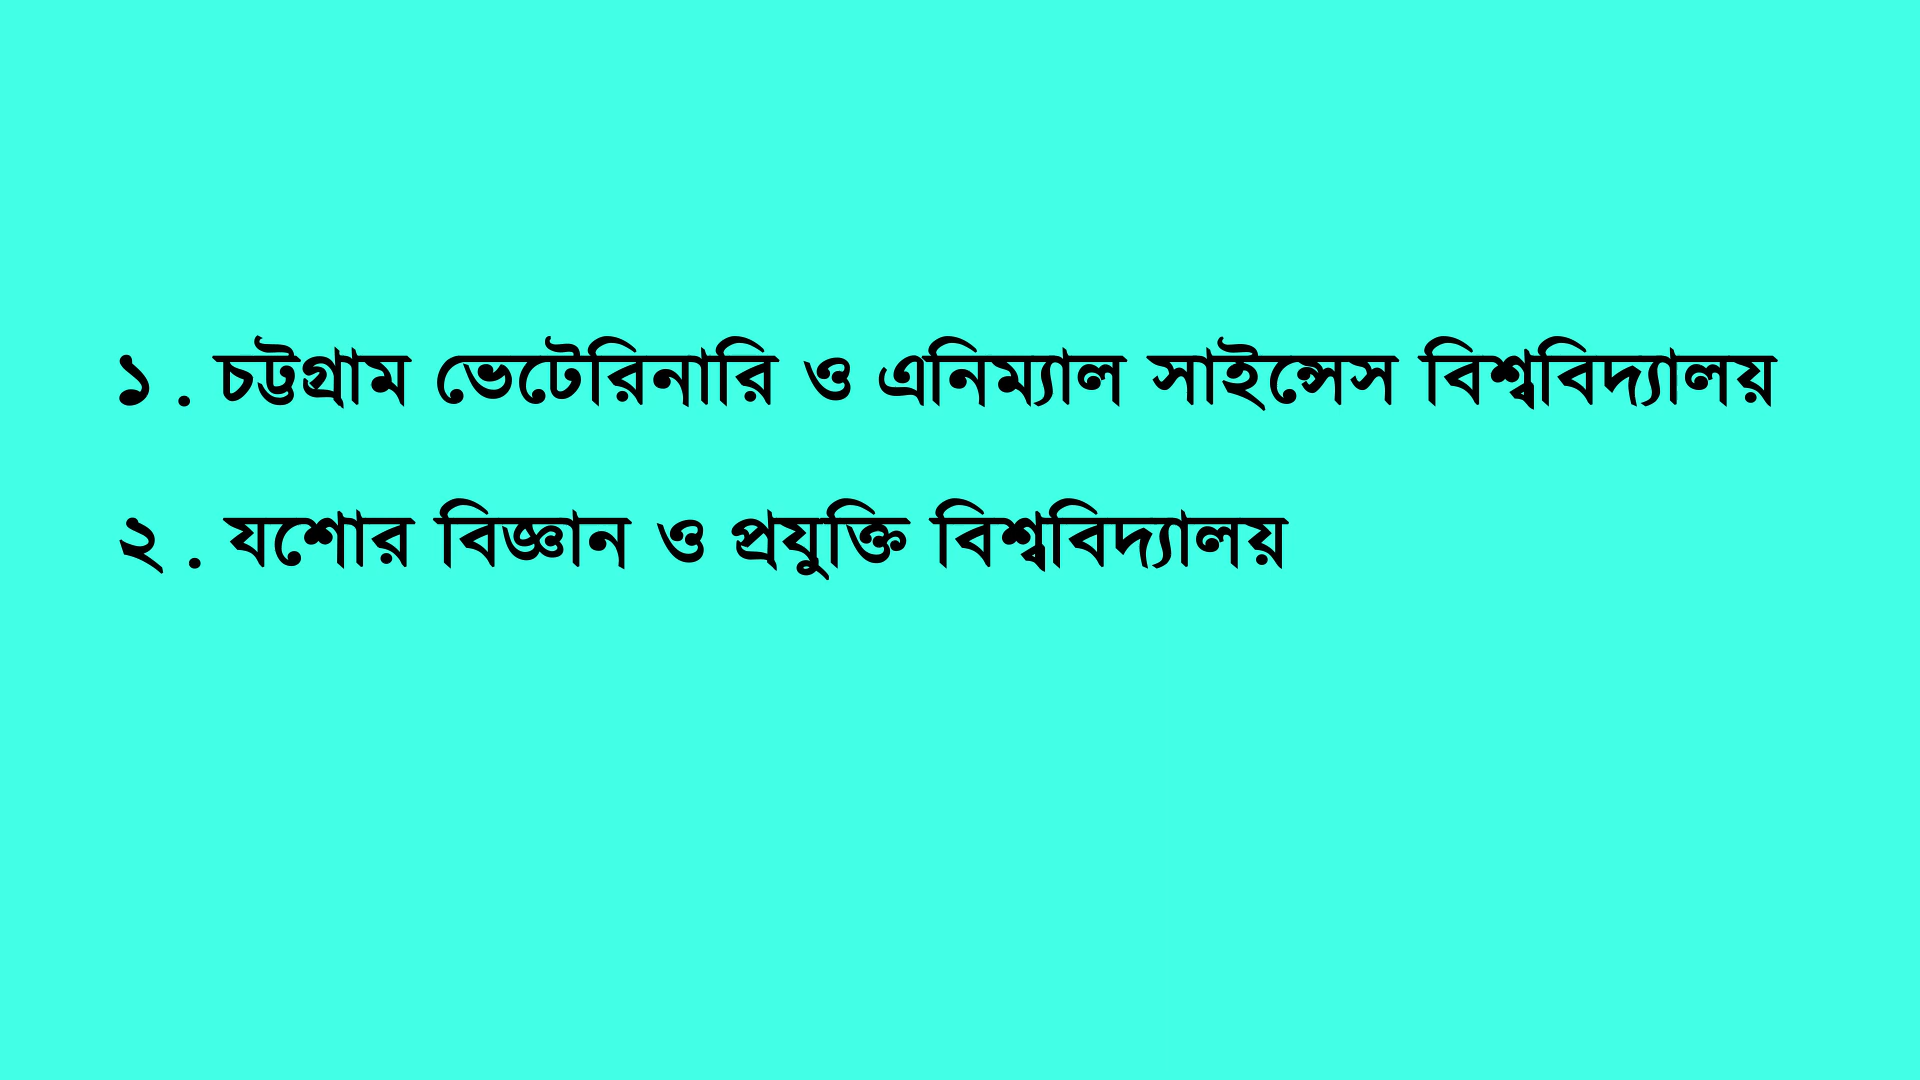 ১ . চট্টগ্রাম ভেটেরিনারি ও এনিম্যাল সাইন্সেস বিশ্ববিদ্যালয়
২ . যশোর বিজ্ঞান ও প্রযুক্তি বিশ্ববিদ্যালয়